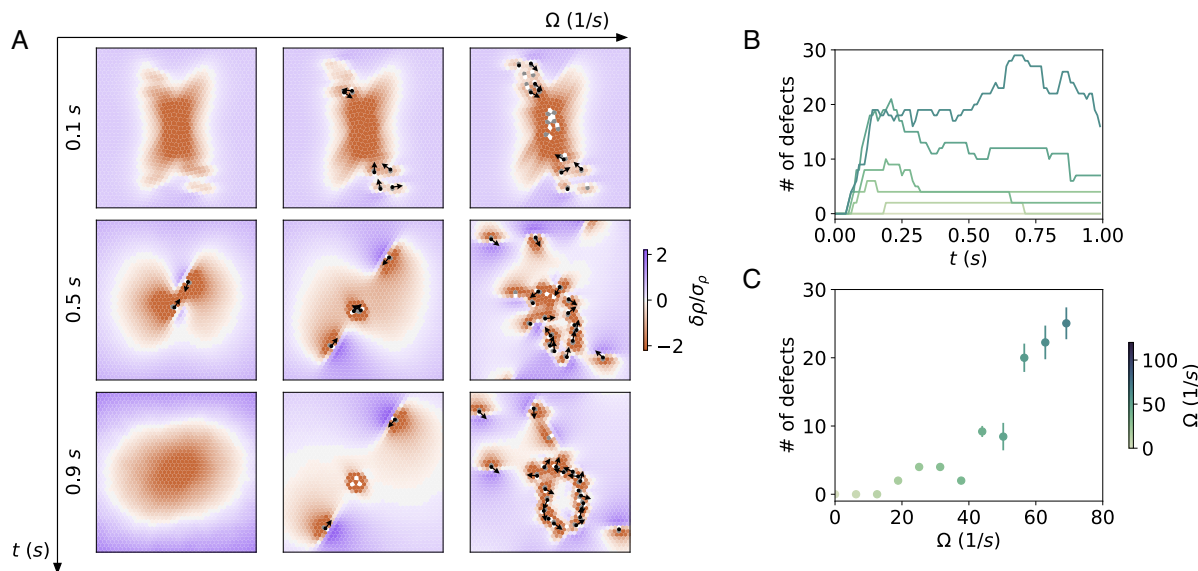 A
Ω (1/s)
0.1 s
0.5 s
0.9 s
t (s)
δρ/σρ
2
0
−2
B
# of defects
30
20
10
0
0.00 0.25 0.50 0.75 1.00
t (s)
C
# of defects
30
20
10
0
0 20 40 60 80
Ω (1/s)
100
50
0
Ω (1/s)